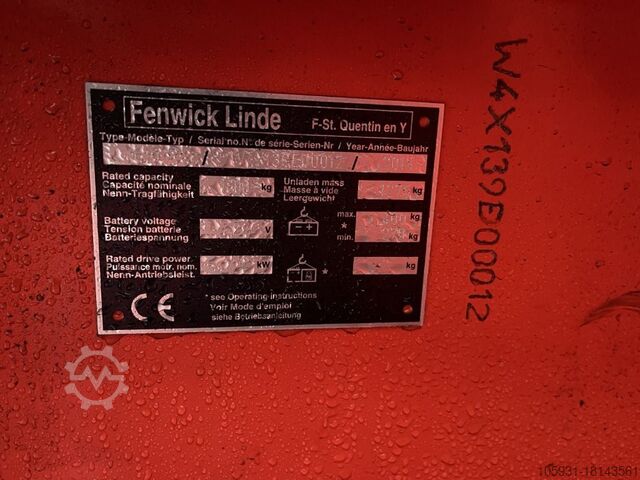 Fenwick Linde F-St. Quentin en Y
Type-Modèle-Typ / Serial no.N° de série-Serien-Nr / Year-Année-Baujahr
/ /
Rated capacity
Capacité nominale kg
Nenn-Tragfähigkeit
Unladen mass
Masse à vide kg
Leergewicht
Battery voltage
Tension batterie V
Batteriespannung
max. kg
*
min. kg
Rated drive power
Puissance motr. nom. kW
Nenn-Antriebsleist.
* kg
* see Operating instructions
Voir Mode d'emploi
siehe Betriebsanleitung
CE
W4X139E00012
105931-18143561